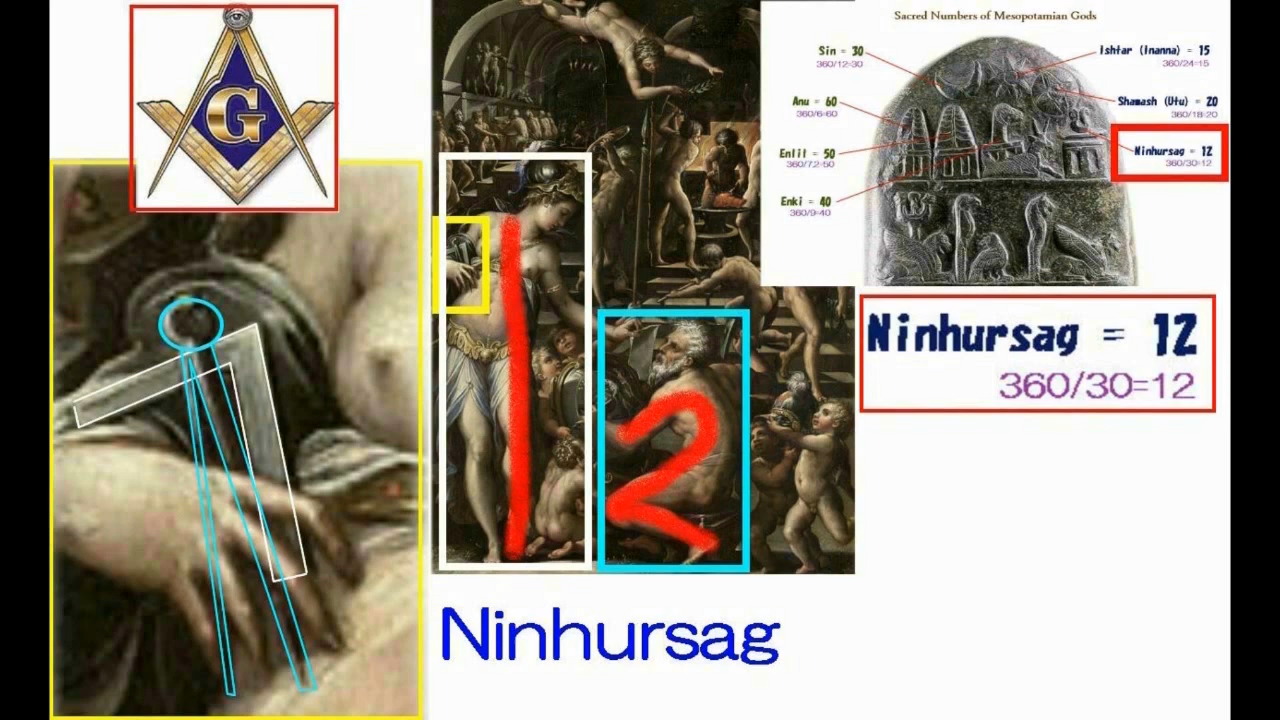 G
Sacred Numbers of Mesopotamian Gods
Sin = 30
360/12=30
Ishtar (Inanna) = 15
360/24=15
Anu = 60
360/6=60
Shamash (Utu) = 20
360/18=20
Enlil = 50
360/7.2=50
Ninhursag = 12
360/30=12
Enki = 40
360/9=40
12
Ninhursag = 12
360/30=12
Ninhursag